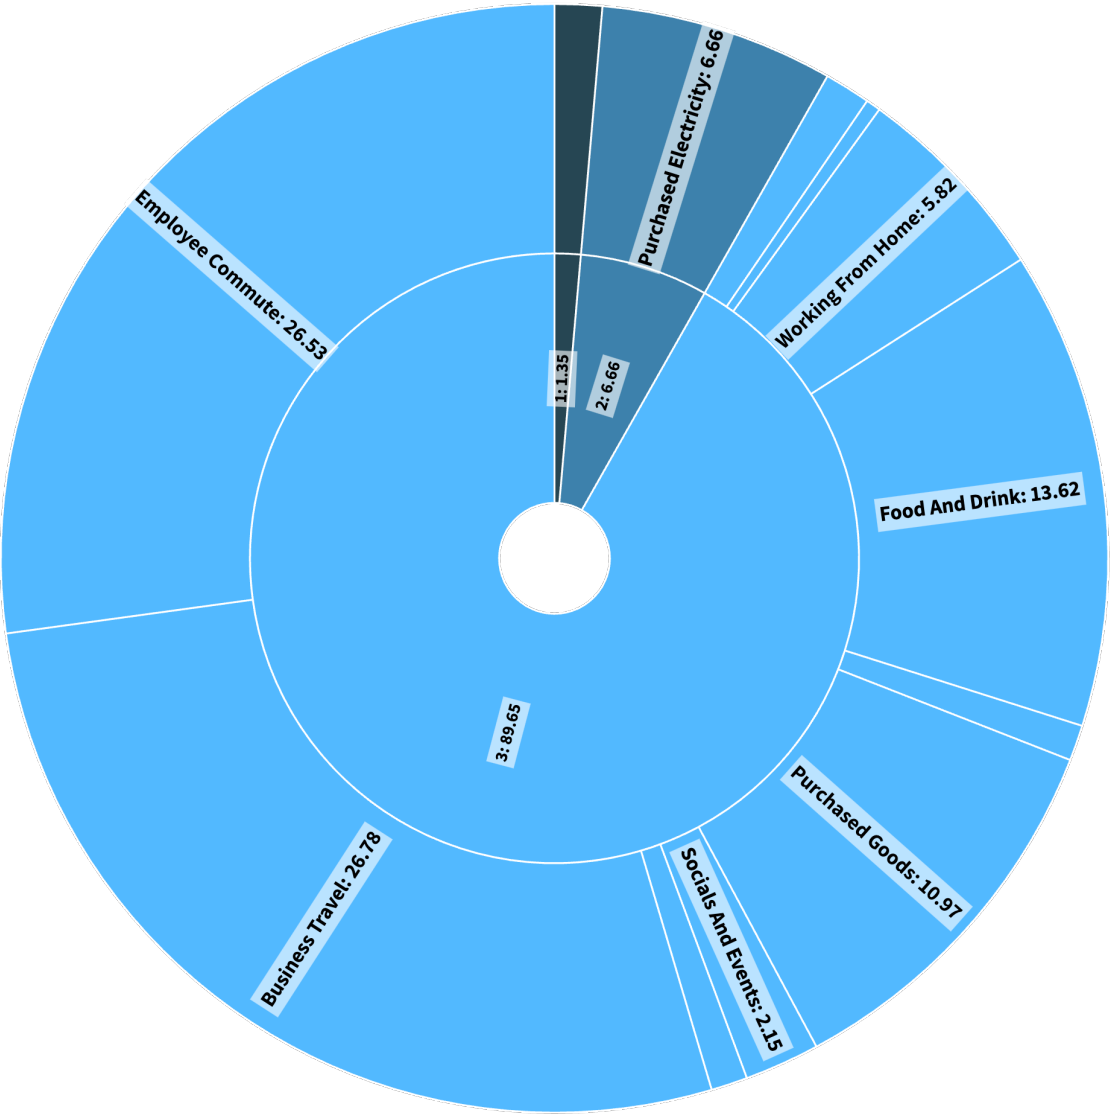 Purchased Electricity: 6.66
Working From Home: 5.82
Food And Drink: 13.62
Purchased Goods: 10.97
Socials And Events: 2.15
Business Travel: 26.78
Employee Commute: 26.53
1: 1.35
2: 6.66
3: 89.65